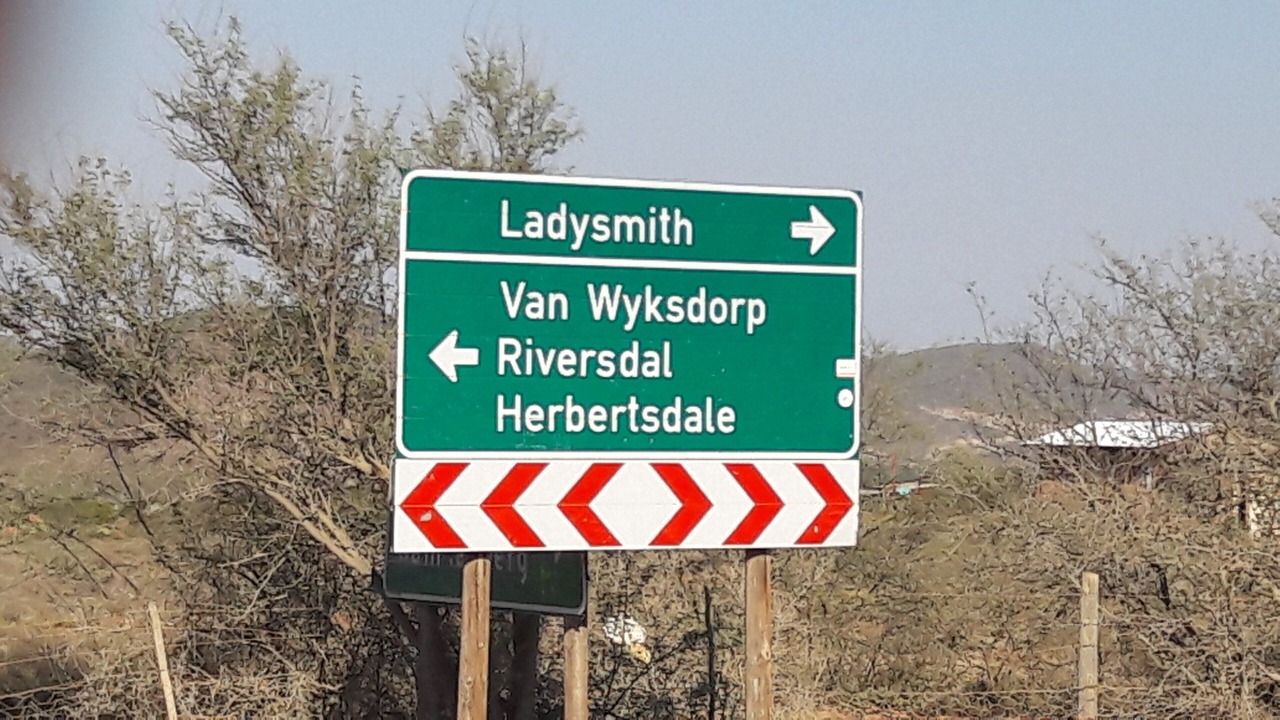 Ladysmith
Van Wyksdorp
Riversdal
Herbertsdale